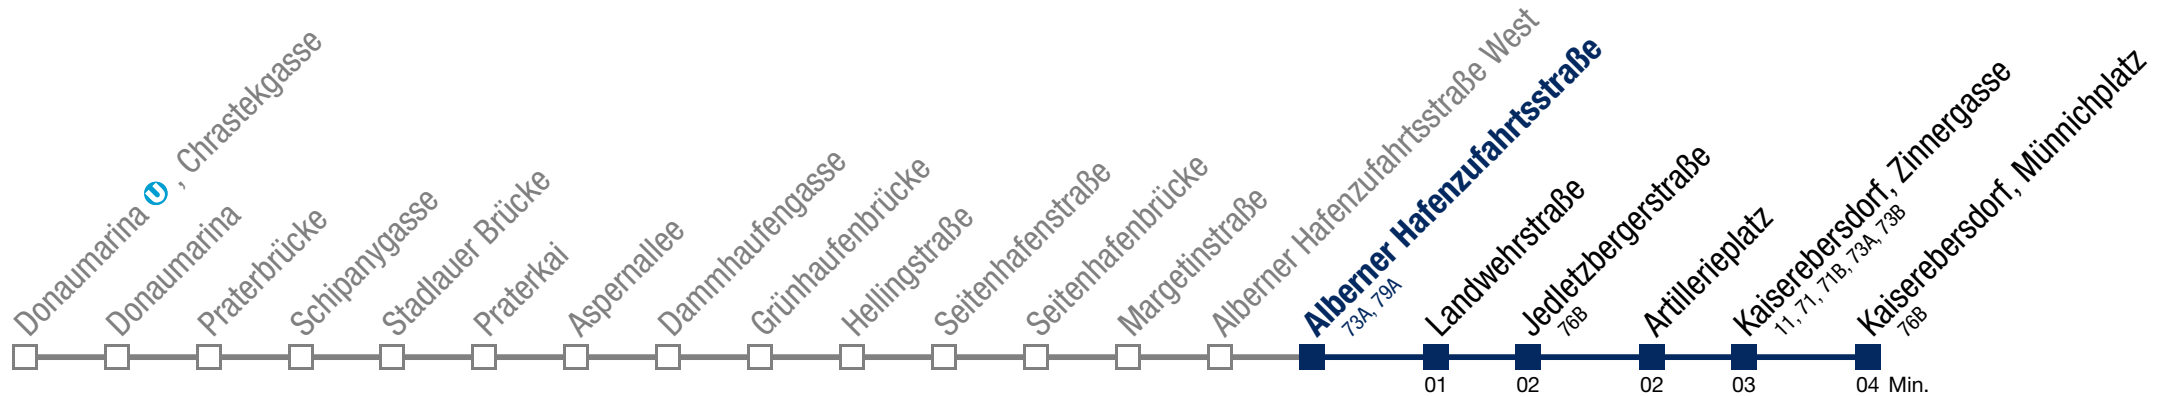 Donaumarina U, Chrastekgasse
Donaumarina
Praterbrücke
Schipanygasse
Stadlauer Brücke
Praterkai
Aspernallee
Dammhaufengasse
Grünhaufenbrücke
Hellingstraße
Seitenhafenstraße
Seitenhafenbrücke
Margetinstraße
Alberner Hafenzufahrtsstraße West
Alberner Hafenzufahrtsstraße
73A, 79A
Landwehrstraße
Jedletzbergerstraße
76B
Artillerieplatz
Kaiserebersdorf, Zinnergasse
11, 71, 71B, 73A, 73B
Kaiserebersdorf, Münnichplatz
76B
01 02 02 03 04 Min.